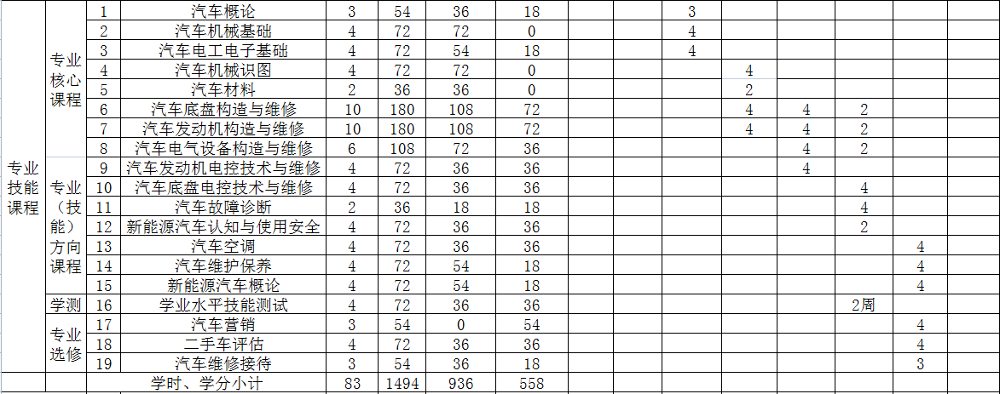 1 汽车概论 3 54 36 18 3
2 汽车机械基础 4 72 72 0 4
3 汽车电工电子基础 4 72 54 18 4
专业核心课程 4 汽车机械识图 4 72 72 0 4
5 汽车材料 2 36 36 0 2
6 汽车底盘构造与维修 10 180 108 72 4 4 2
7 汽车发动机构造与维修 10 180 108 72 4 4 2
8 汽车电气设备构造与维修 6 108 72 36 4 2
专业技能课程 9 汽车发动机电控技术与维修 4 72 36 36 4
10 汽车底盘电控技术与维修 4 72 36 36 4
专业（技能）方向课程 11 汽车故障诊断 2 36 18 18 4
12 新能源汽车认知与使用安全 4 72 36 36 2
13 汽车空调 4 72 36 36 4
14 汽车维护保养 4 72 54 18 4
15 新能源汽车概论 4 72 54 18 4
学测 16 学业水平技能测试 4 72 36 36 2周
专业选修 17 汽车营销 3 54 0 54 4
18 二手车评估 4 72 36 36 4
19 汽车维修接待 3 54 36 18 3
学时、学分小计 83 1494 936 558